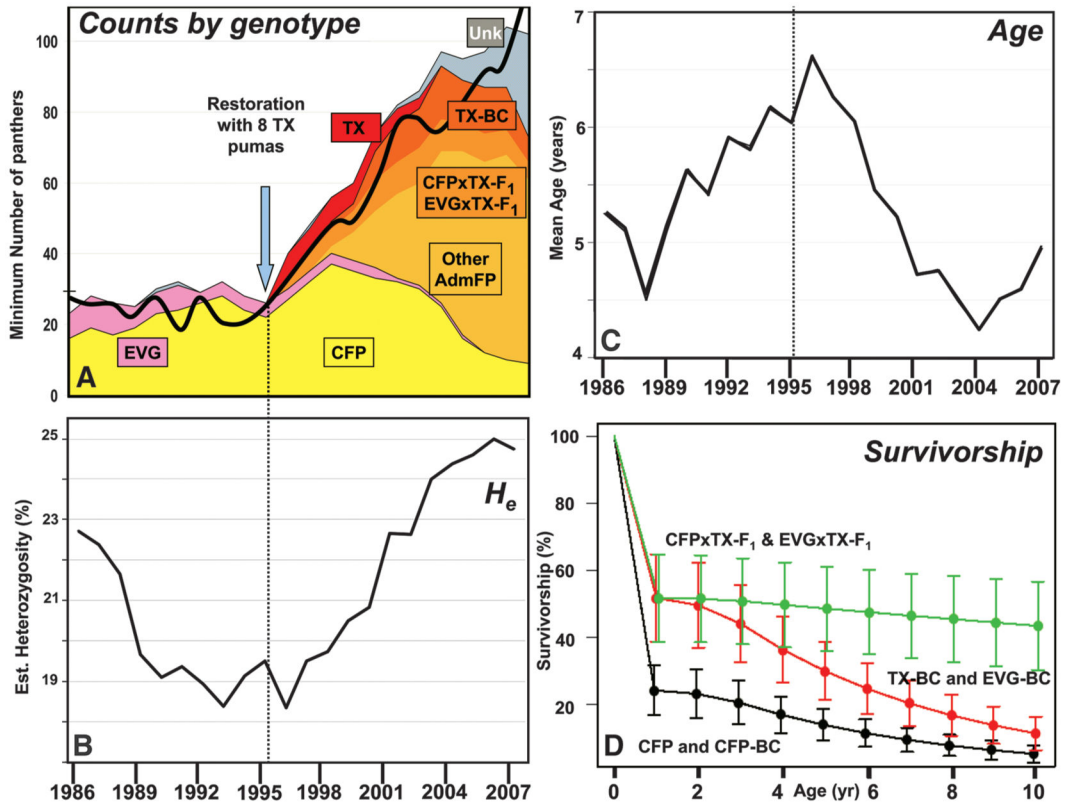 Counts by genotype
Minimum Number of panthers
100
80
60
40
20
0
Restoration
with 8 TX
pumas
Unk
TX
TX-BC
CFPxTX-F1
EVGxTX-F1
Other
AdmFP
EVG
CFP
A
Age
Mean Age (years)
7
6
5
4
C
1986 1989 1992 1995 1998 2001 2004 2007
He
Est. Heterozygosity (%)
25
23
21
19
B
1986 1989 1992 1995 1998 2001 2004 2007
Survivorship
Survivorship (%)
100
80
60
40
20
CFPxTX-F1 & EVGxTX-F1
TX-BC and EVG-BC
CFP and CFP-BC
D
0 2 4 Age (yr) 6 8 10